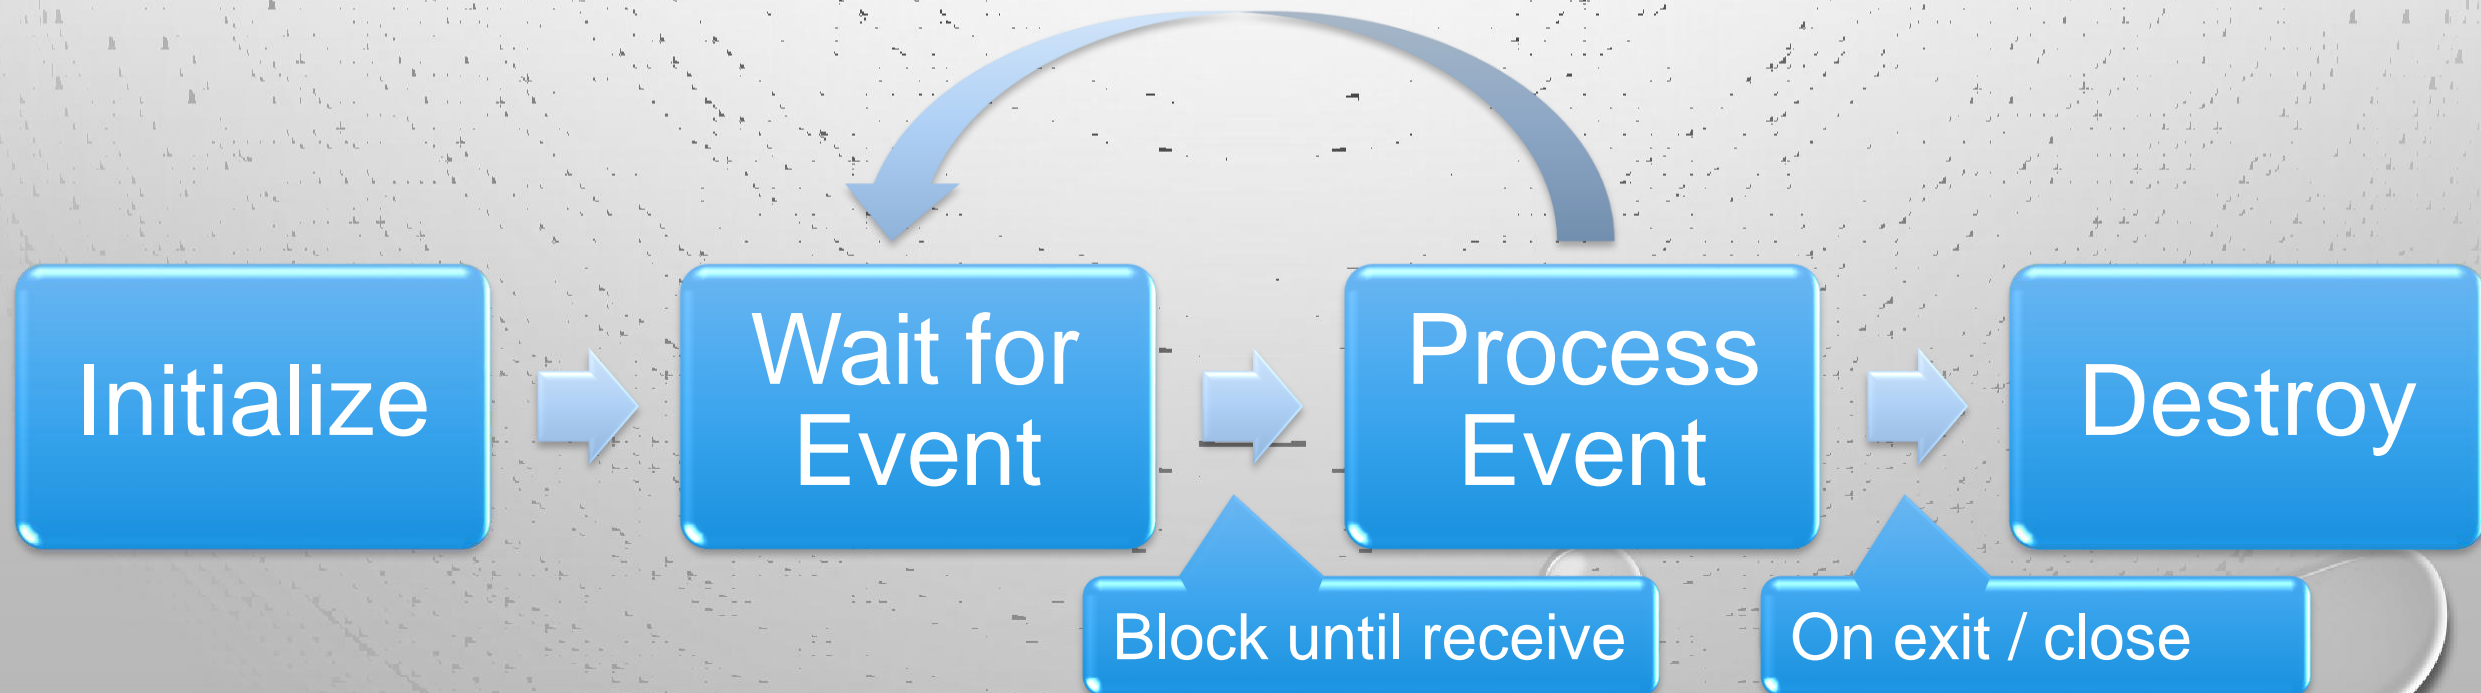 Initialize
Wait for
Event
Process
Event
Destroy
Block until receive
On exit / close